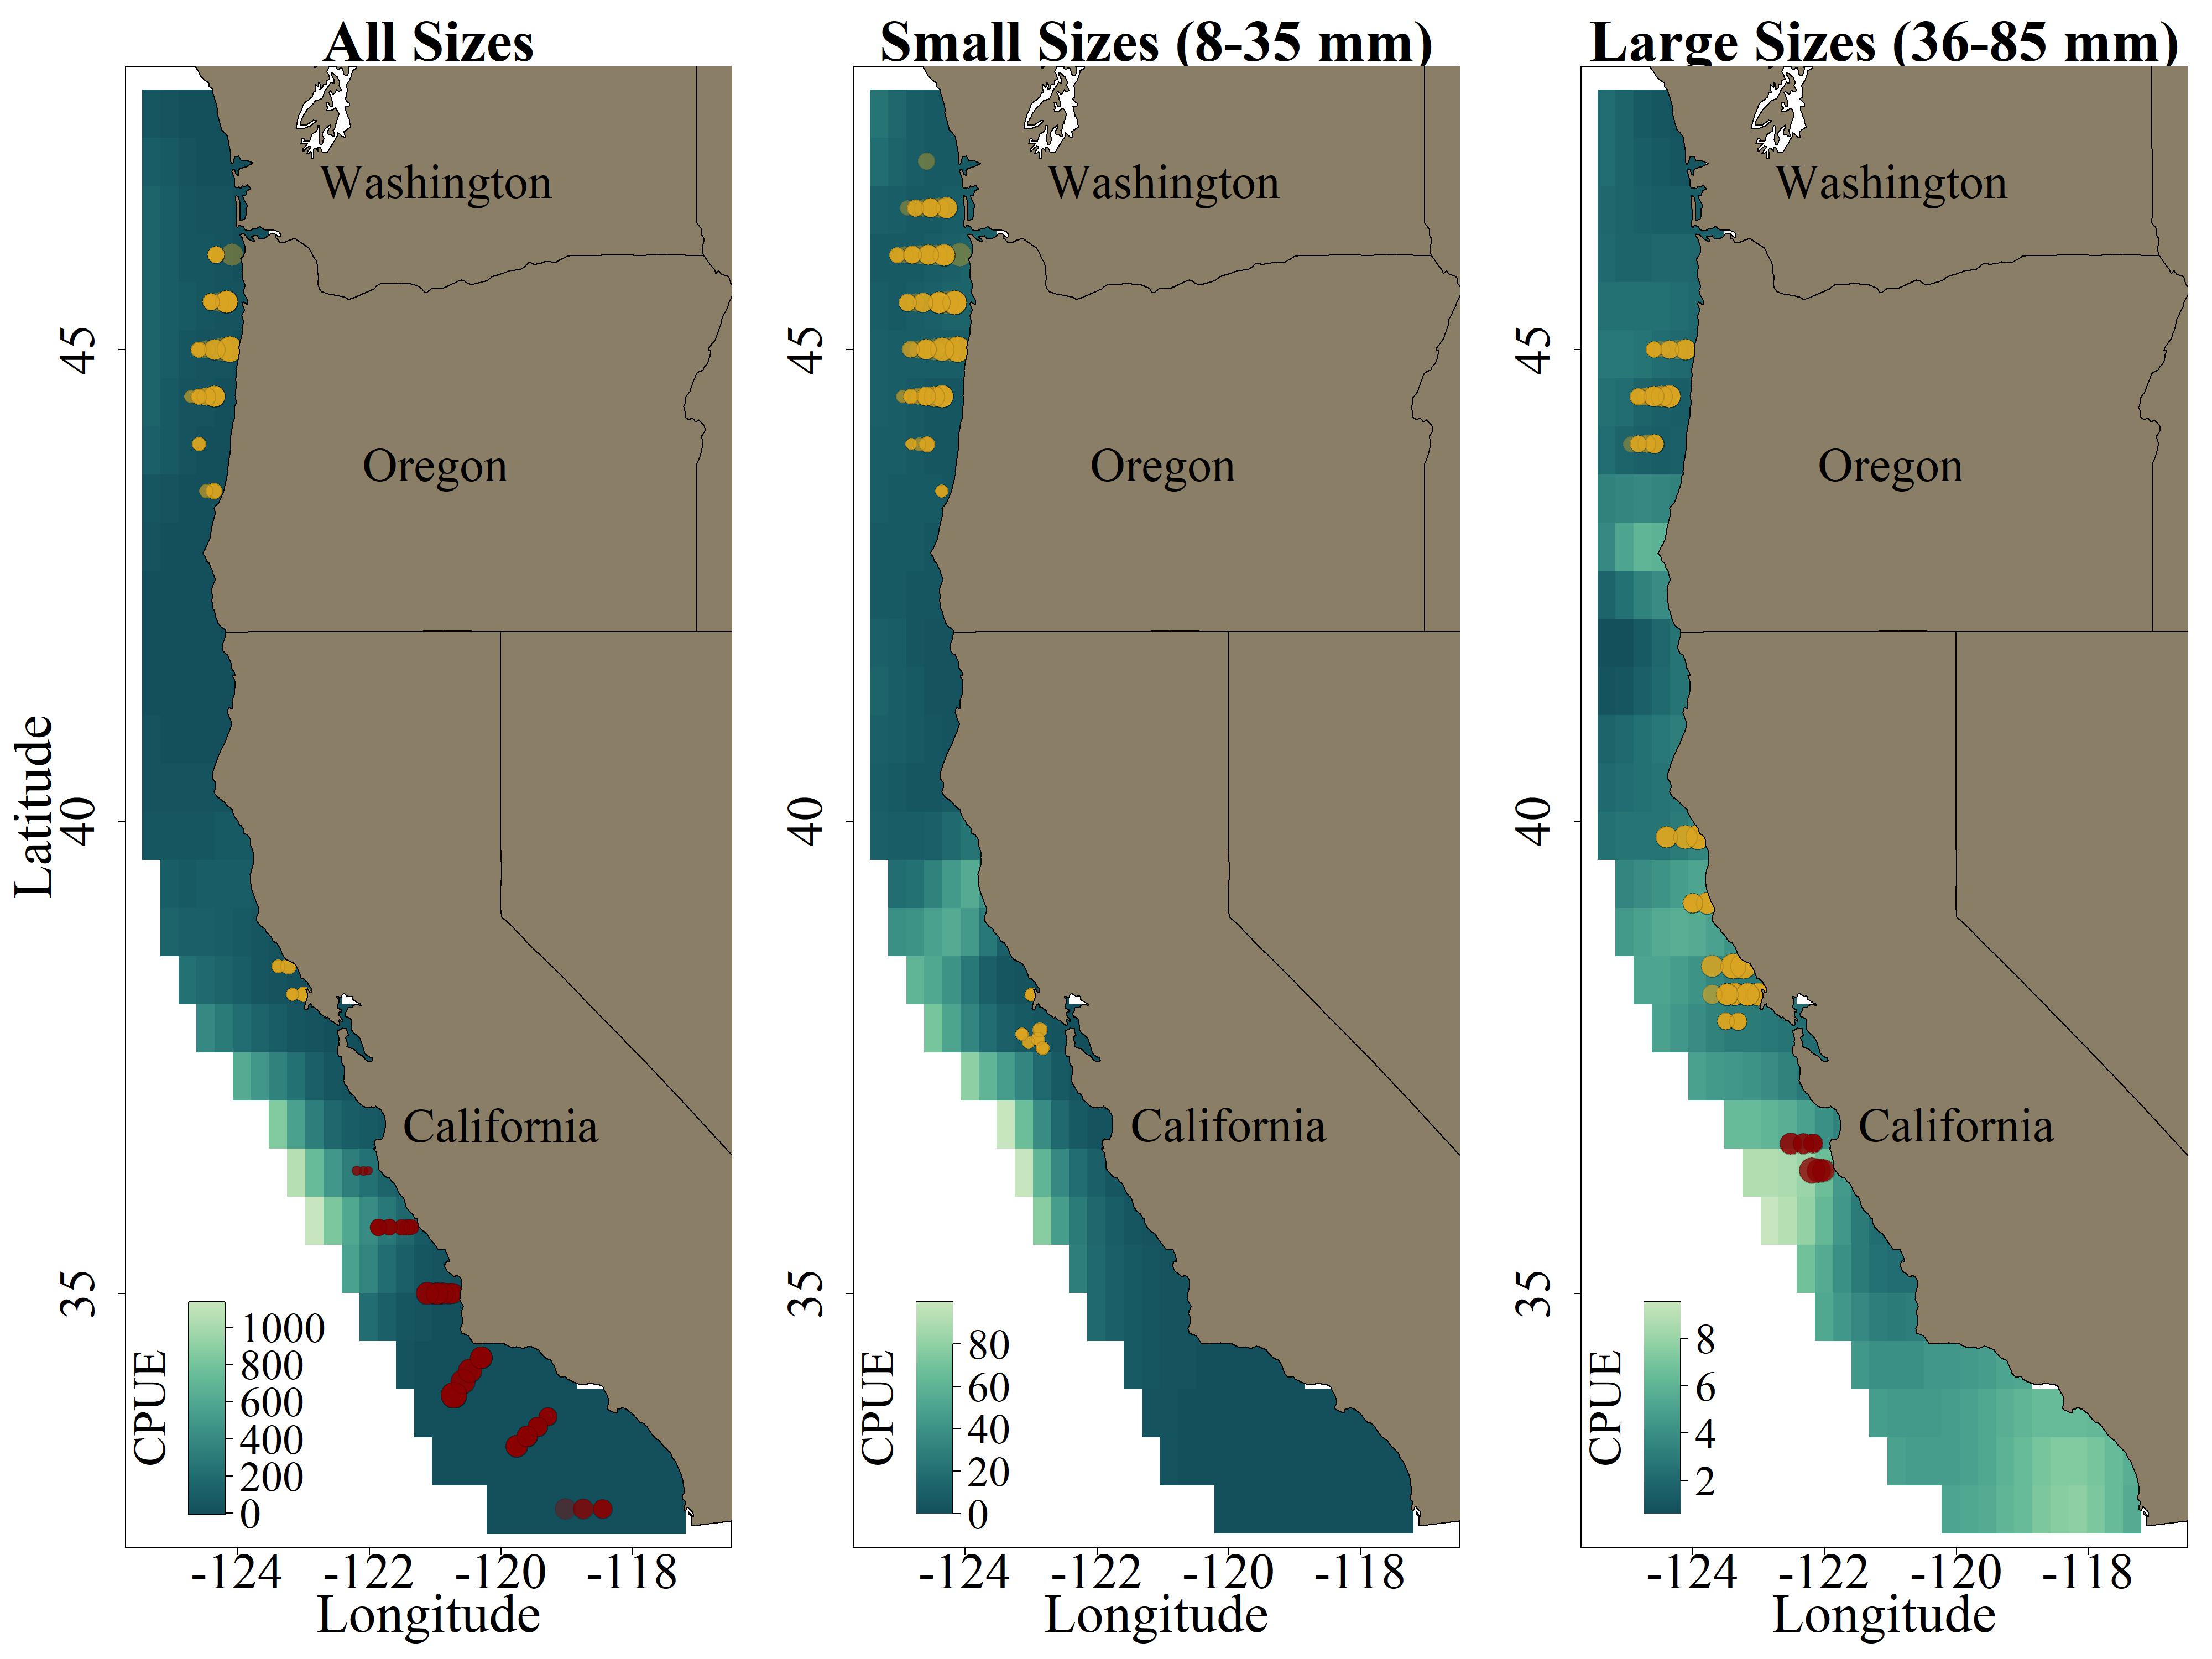 All Sizes
Small Sizes (8-35 mm)
Large Sizes (36-85 mm)
Latitude
45
40
35
Washington
Oregon
California
CPUE
1000
800
600
400
200
0
-124
-122
-120
-118
Longitude
45
40
35
Washington
Oregon
California
CPUE
80
60
40
20
0
-124
-122
-120
-118
Longitude
45
40
35
Washington
Oregon
California
CPUE
8
6
4
2
-124
-122
-120
-118
Longitude